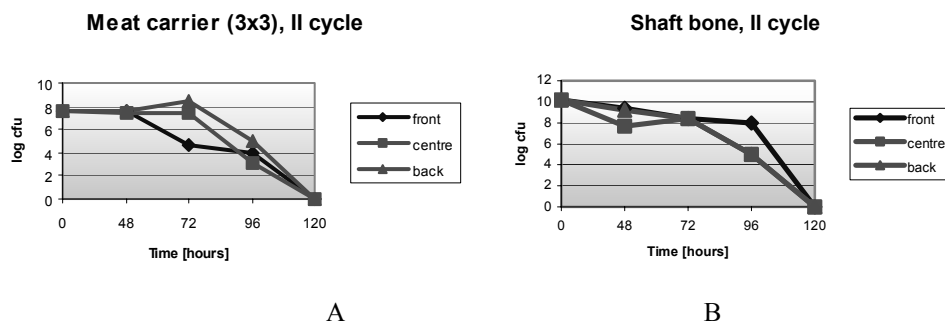 Meat carrier (3x3), II cycle
10
8
6
4
2
0
log cfu
0 48 72 96 120
Time [hours]
front
centre
back
A
Shaft bone, II cycle
12
10
8
6
4
2
0
log cfu
0 48 72 96 120
Time [hours]
front
centre
back
B